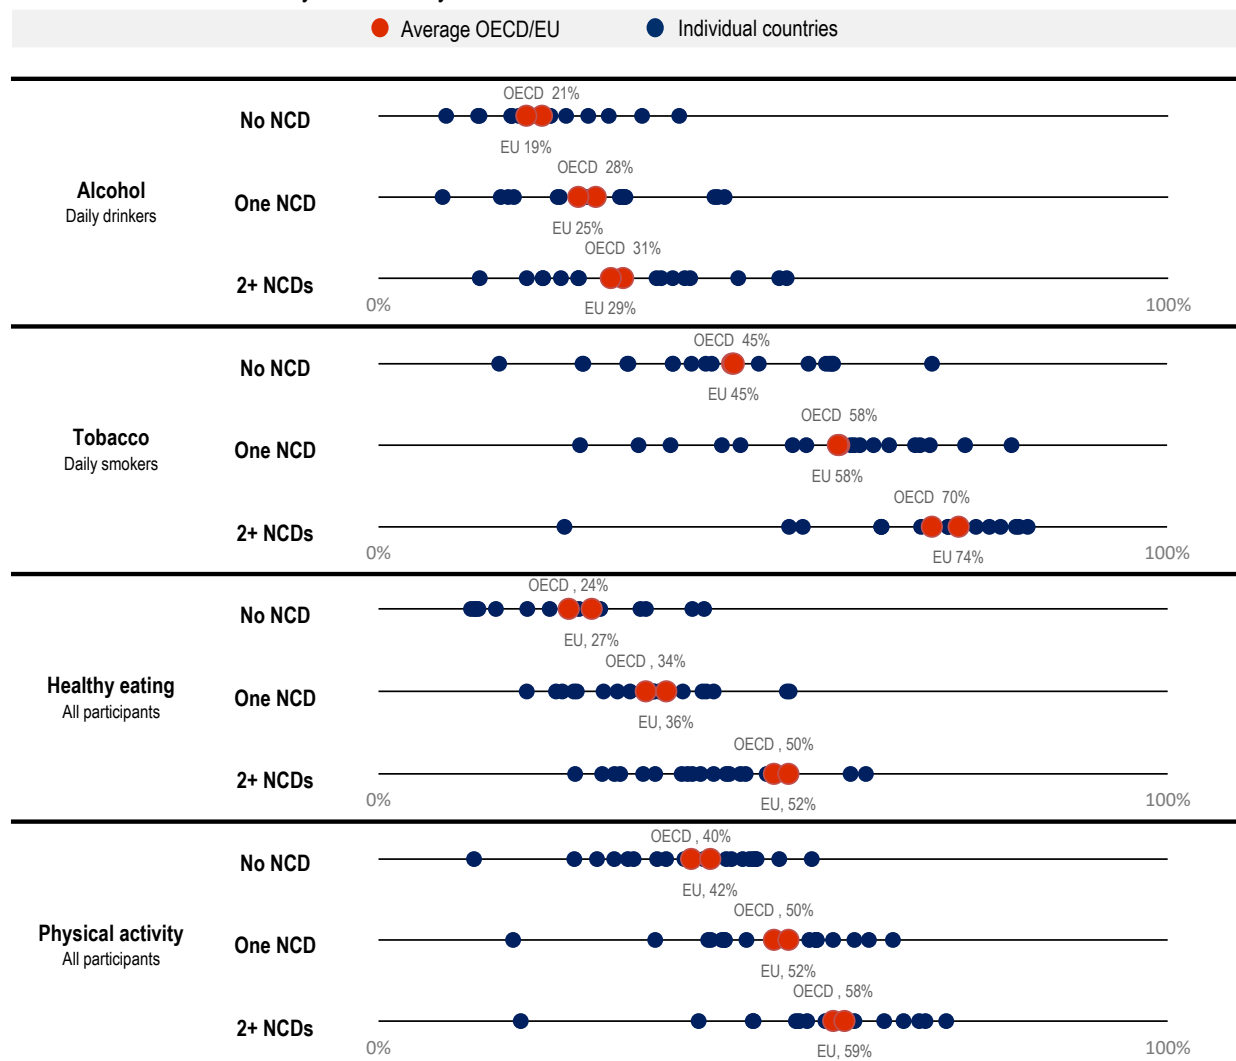 Average OECD/EU
Individual countries
OECD 21%
No NCD
EU 19%
OECD 28%
Alcohol
Daily drinkers
One NCD
EU 25%
OECD 31%
2+ NCDs
EU 29%
0%
100%
OECD 45%
No NCD
EU 45%
OECD 58%
Tobacco
Daily smokers
One NCD
EU 58%
OECD 70%
2+ NCDs
EU 74%
0%
100%
OECD , 24%
No NCD
EU, 27%
OECD , 34%
Healthy eating
All participants
One NCD
EU, 36%
OECD , 50%
2+ NCDs
EU, 52%
0%
100%
OECD , 40%
No NCD
EU, 42%
OECD , 50%
Physical activity
All participants
One NCD
EU, 52%
OECD , 58%
2+ NCDs
EU, 59%
0%
100%